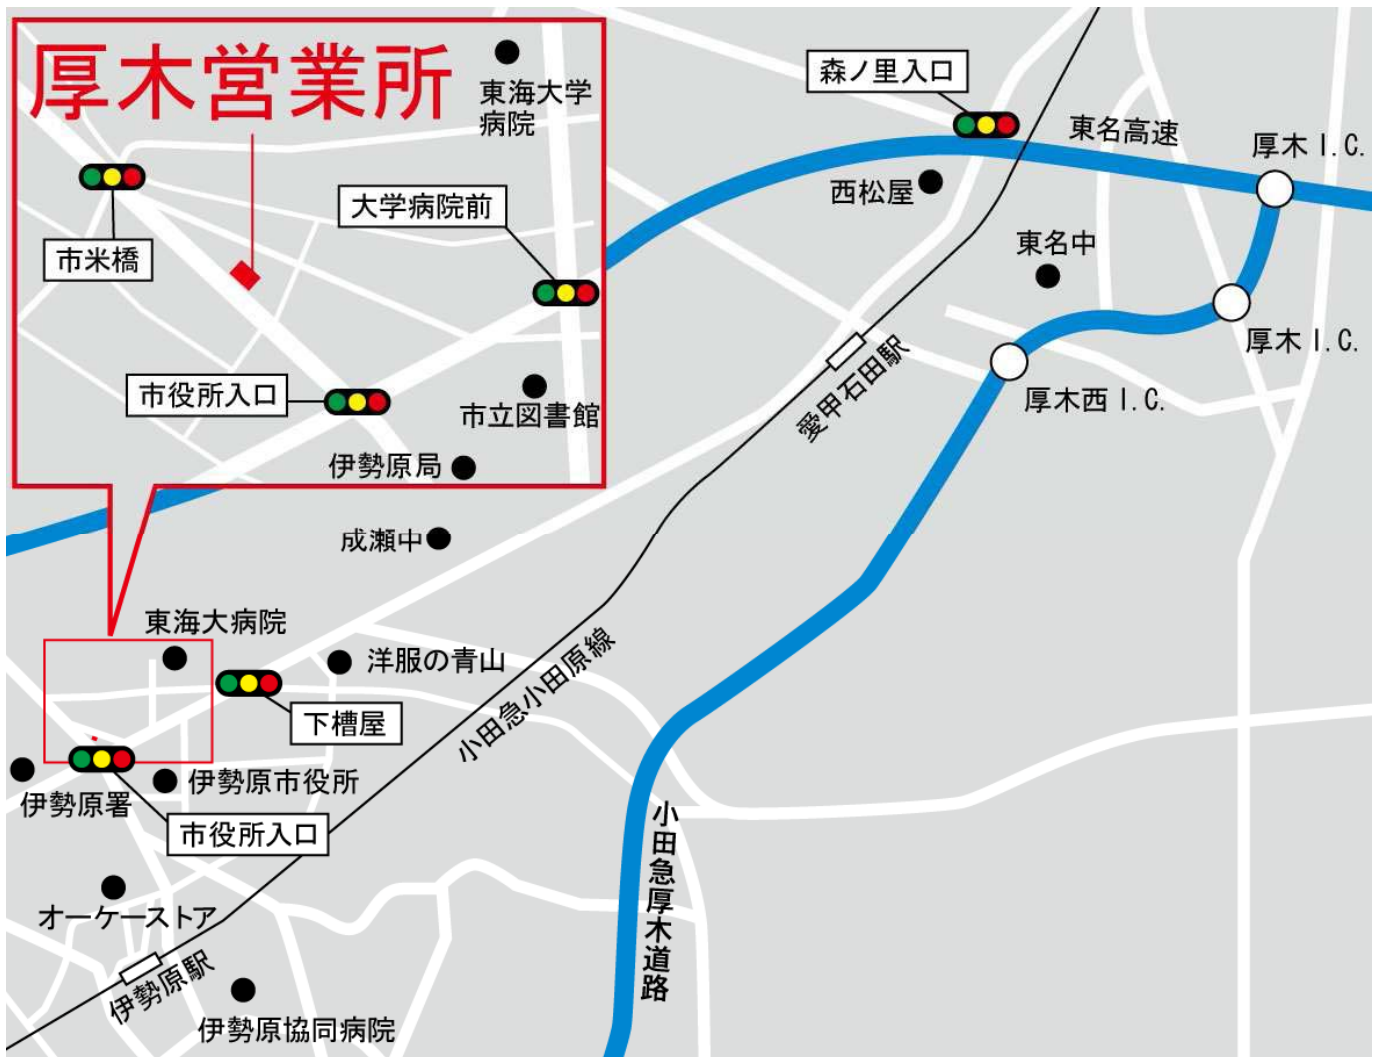 厚木営業所
東海大学
病院
市米橋
大学病院前
市役所入口
市立図書館
伊勢原局
森ノ里入口
東名高速
厚木 I.C.
西松屋
東名中
厚木 I.C.
厚木西 I.C.
愛甲石田駅
成瀬中
東海大病院
洋服の青山
下槽屋
小田急小田原線
伊勢原署
伊勢原市役所
市役所入口
小田急厚木道路
オーケーストア
伊勢原駅
伊勢原協同病院